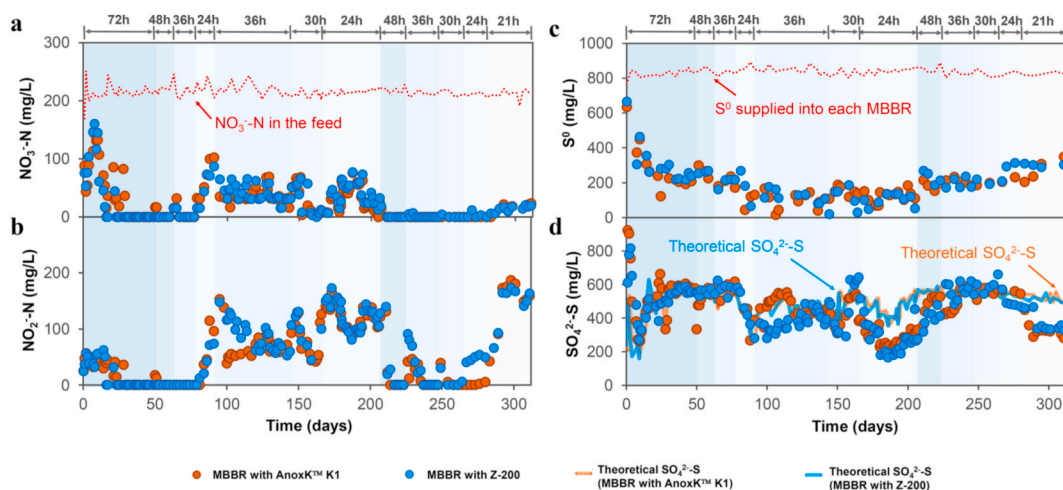 72h 48h 36h 24h 36h 30h 24h 48h 36h 30h 24h 21h
a
300
200
100
0
NO₃⁻-N (mg/L)
NO₃⁻-N in the feed
b
300
200
100
0
NO₂-N (mg/L)
0 50 100 150 200 250 300
Time (days)
72h 48h 36h 24h 36h 30h 24h 48h 36h 30h 24h 21h
c
1000
800
600
400
200
0
S⁰ (mg/L)
S⁰ supplied into each MBBR
d
800
600
400
200
0
SO₄²⁻-S (mg/L)
Theoretical SO₄²⁻-S
Theoretical SO₄²⁻-S
0 50 100 150 200 250 300
Time (days)
MBBR with AnoxK™ K1
MBBR with Z-200
Theoretical SO₄²⁻-S
(MBBR with AnoxK™ K1)
Theoretical SO₄²⁻-S
(MBBR with Z-200)